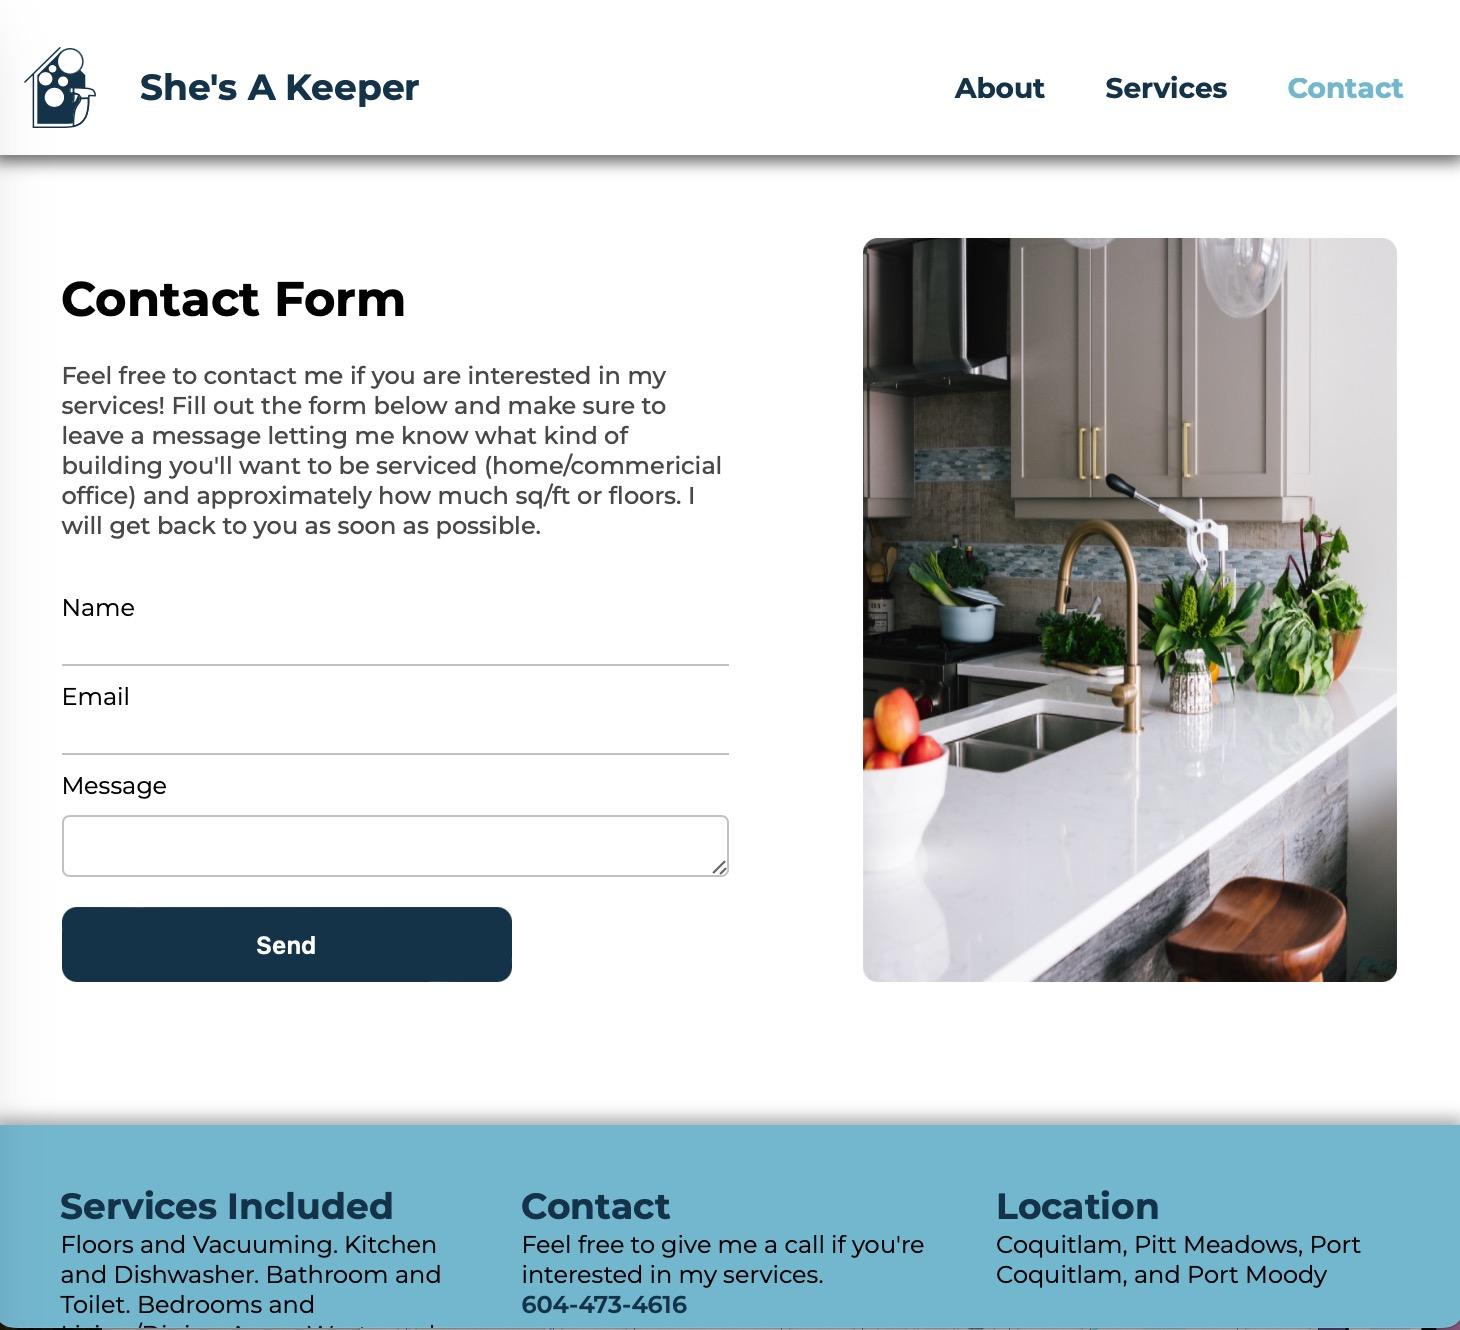 She's A Keeper
About
Services
Contact
Contact Form
Feel free to contact me if you are interested in my
services! Fill out the form below and make sure to
leave a message letting me know what kind of
building you'll want to be serviced (home/commericial
office) and approximately how much sq/ft or floors. I
will get back to you as soon as possible.
Name
Email
Message
Send
Services Included
Floors and Vacuuming. Kitchen
and Dishwasher. Bathroom and
Toilet. Bedrooms and
Contact
Feel free to give me a call if you're
interested in my services.
604-473-4616
Location
Coquitlam, Pitt Meadows, Port
Coquitlam, and Port Moody